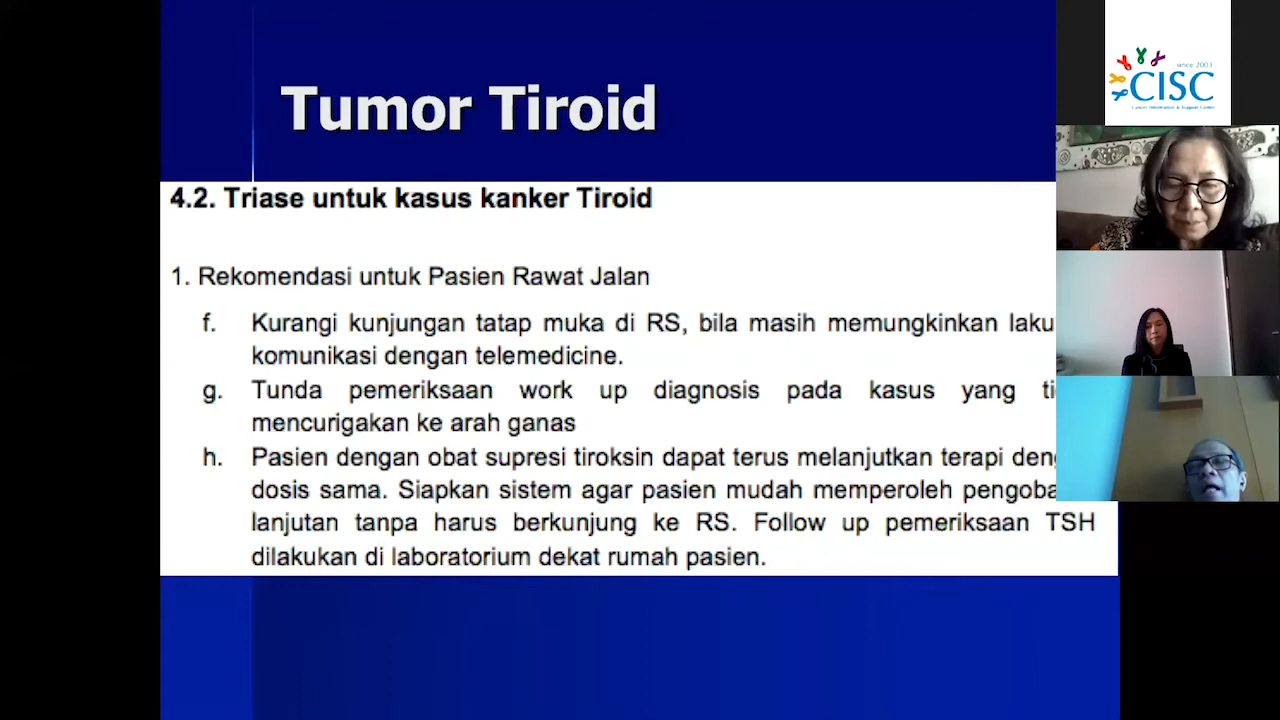 Tumor Tiroid
4.2. Triase untuk kasus kanker Tiroid
1. Rekomendasi untuk Pasien Rawat Jalan
f. Kurangi kunjungan tatap muka di RS, bila masih memungkinkan laku
komunikasi dengan telemedicine.
g. Tunda pemeriksaan work up diagnosis pada kasus yang ti
mencurigakan ke arah ganas
h. Pasien dengan obat supresi tiroksin dapat terus melanjutkan terapi den
dosis sama. Siapkan sistem agar pasien mudah memperoleh pengoba
lanjutan tanpa harus berkunjung ke RS. Follow up pemeriksaan TSH
dilakukan di laboratorium dekat rumah pasien.
since 2003
CISC
Cancer Information & Support Center